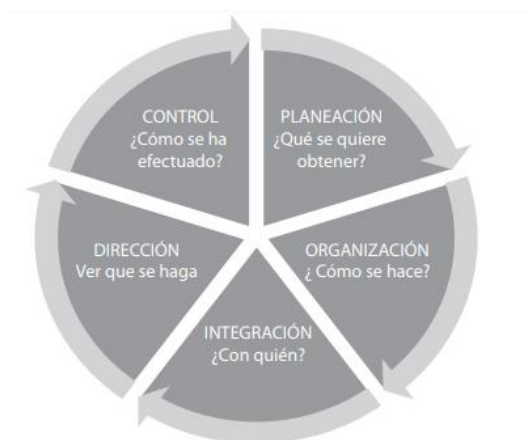 CONTROL
¿Cómo se ha
efectuado?
PLANEACIÓN
¿Qué se quiere
obtener?
DIRECCIÓN
Ver que se haga
ORGANIZACIÓN
¿ Cómo se hace?
INTEGRACIÓN
¿Con quién?